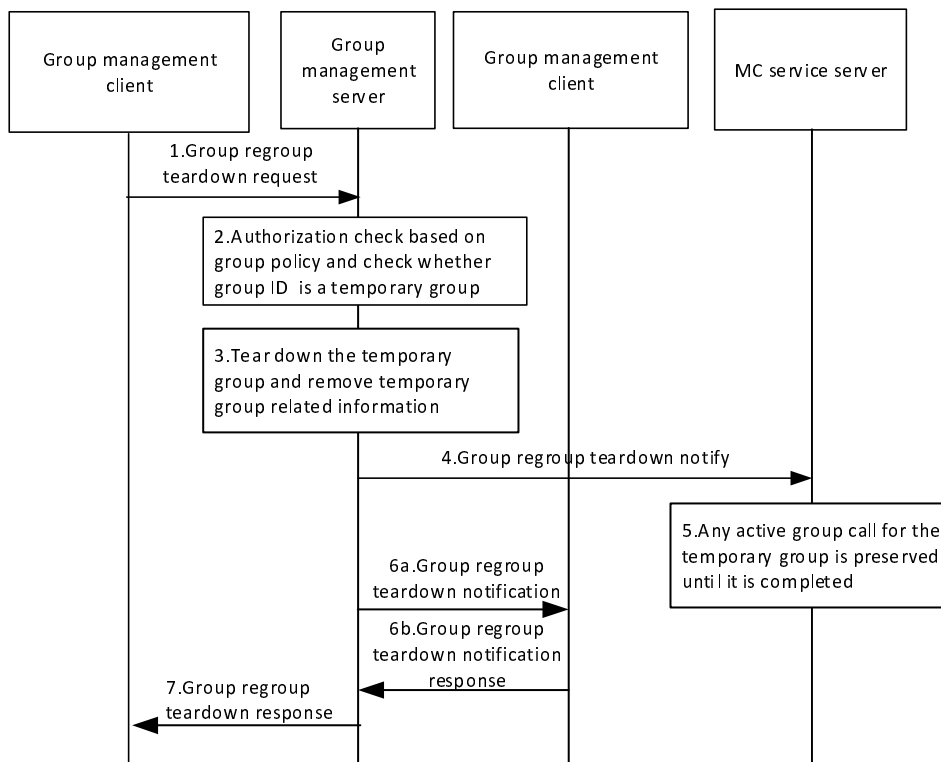 Group management
client
Group
management
server
Group management
client
MC service server
1.Group regroup
teardown request
2.Authorization check based on
group policy and check whether
group ID is a temporary group
3.Tear down the temporary
group and remove temporary
group related information
4.Group regroup teardown notify
5.Any active group call for the
temporary group is preserved
until it is completed
6a.Group regroup
teardown notification
6b.Group regroup
teardown notification
response
7.Group regroup
teardown response